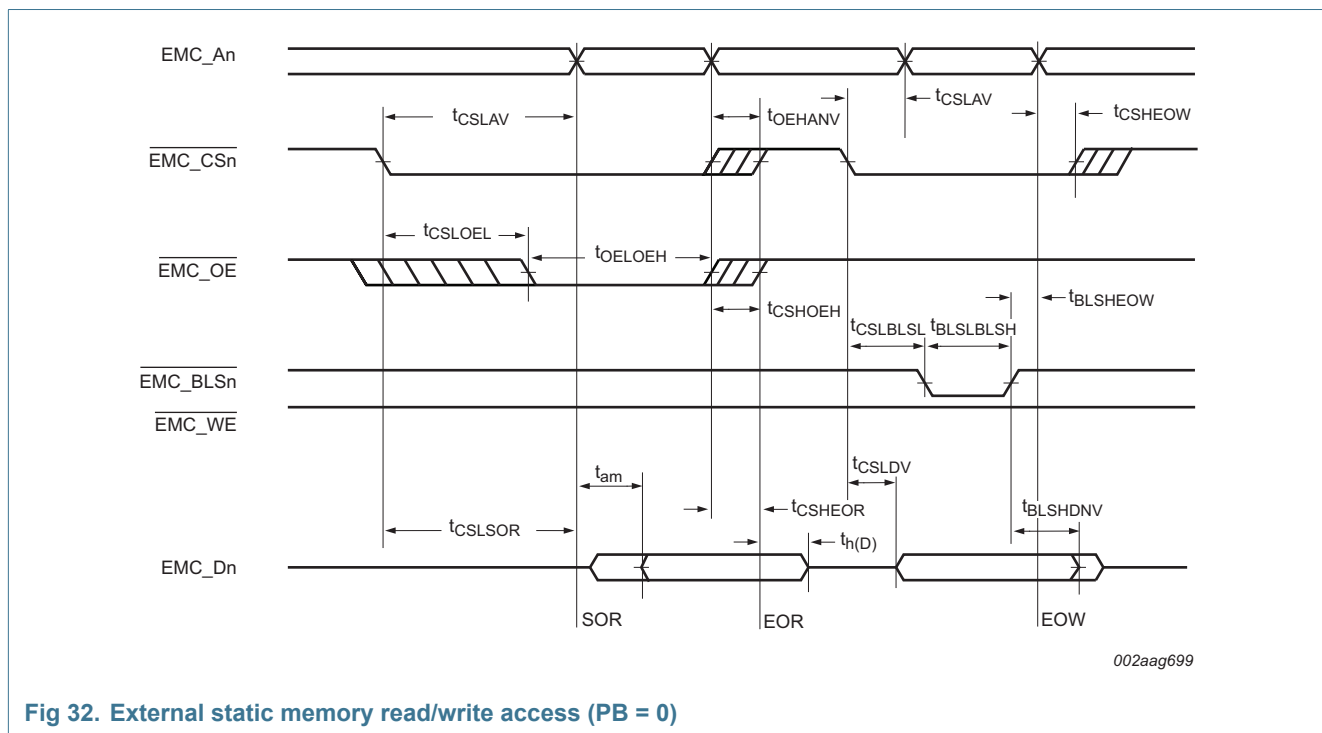 EMC_An
tCSLAV
tOEHANV
tCSLAV
tCSHEOW
EMC_CSn
tCSLOEL
tOELOEH
EMC_OE
tCSHOEH
tBLSHEOW
tCSLBLSL
tBLSLBLSH
EMC_BLSn
EMC_WE
tam
tCSLDV
tCSLSOR
tCSHEOR
tBLSHDNV
th(D)
EMC_Dn
SOR
EOR
EOW
002aag699
Fig 32. External static memory read/write access (PB = 0)